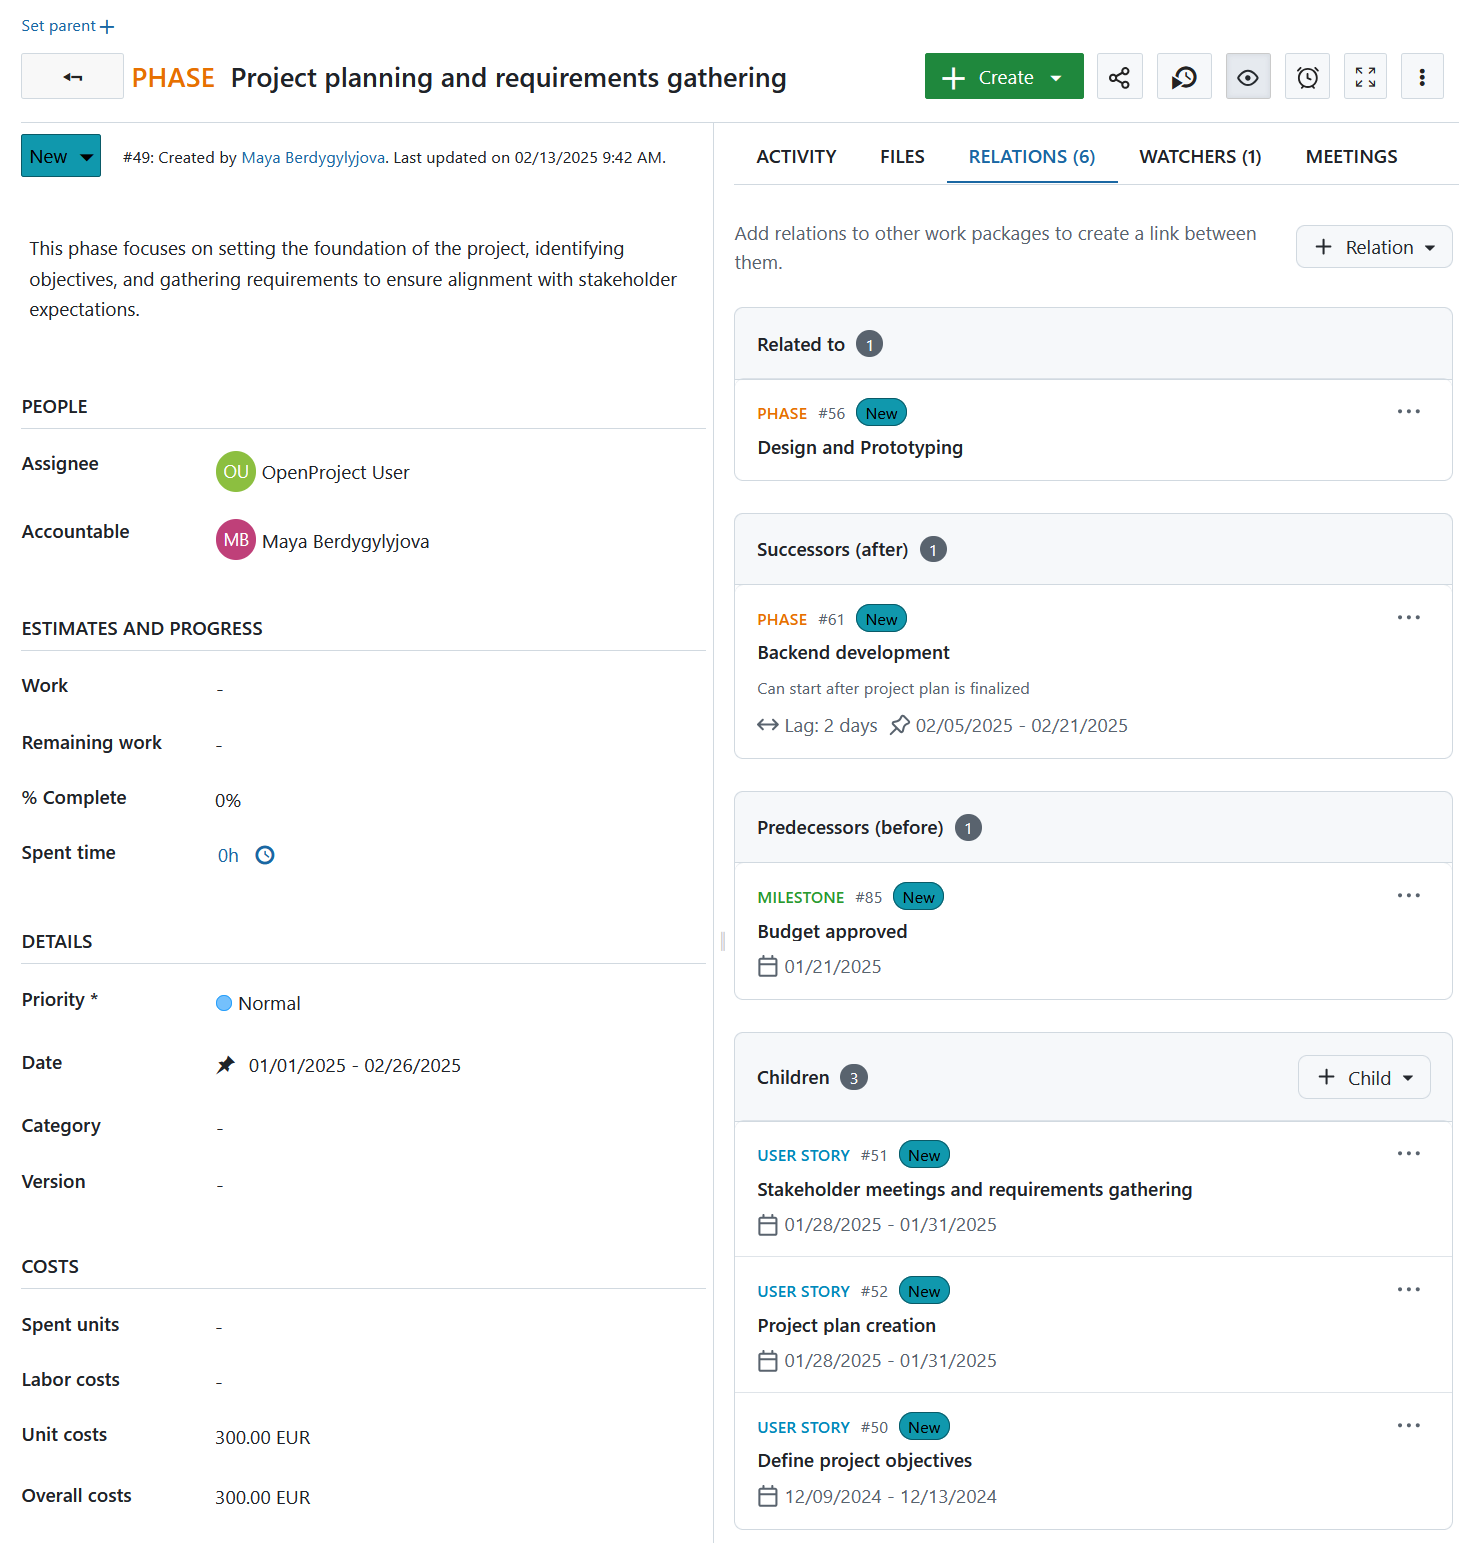 Set parent
PHASE Project planning and requirements gathering
Create
New
#49: Created by Maya Berdygylyjova. Last updated on 02/13/2025 9:42 AM.
This phase focuses on setting the foundation of the project, identifying
objectives, and gathering requirements to ensure alignment with stakeholder
expectations.
PEOPLE
Assignee
OU OpenProject User
Accountable
MB Maya Berdygylyjova
ESTIMATES AND PROGRESS
Work -
Remaining work -
% Complete 0%
Spent time 0h
DETAILS
Priority * Normal
Date 01/01/2025 - 02/26/2025
Category -
Version -
COSTS
Spent units -
Labor costs -
Unit costs 300.00 EUR
Overall costs 300.00 EUR
ACTIVITY FILES RELATIONS (6) WATCHERS (1) MEETINGS
Add relations to other work packages to create a link between
them.
+ Relation
Related to 1
PHASE #56 New
Design and Prototyping
Successors (after) 1
PHASE #61 New
Backend development
Can start after project plan is finalized
Lag: 2 days 02/05/2025 - 02/21/2025
Predecessors (before) 1
MILESTONE #85 New
Budget approved
01/21/2025
Children 3
+ Child
USER STORY #51 New
Stakeholder meetings and requirements gathering
01/28/2025 - 01/31/2025
USER STORY #52 New
Project plan creation
01/28/2025 - 01/31/2025
USER STORY #50 New
Define project objectives
12/09/2024 - 12/13/2024